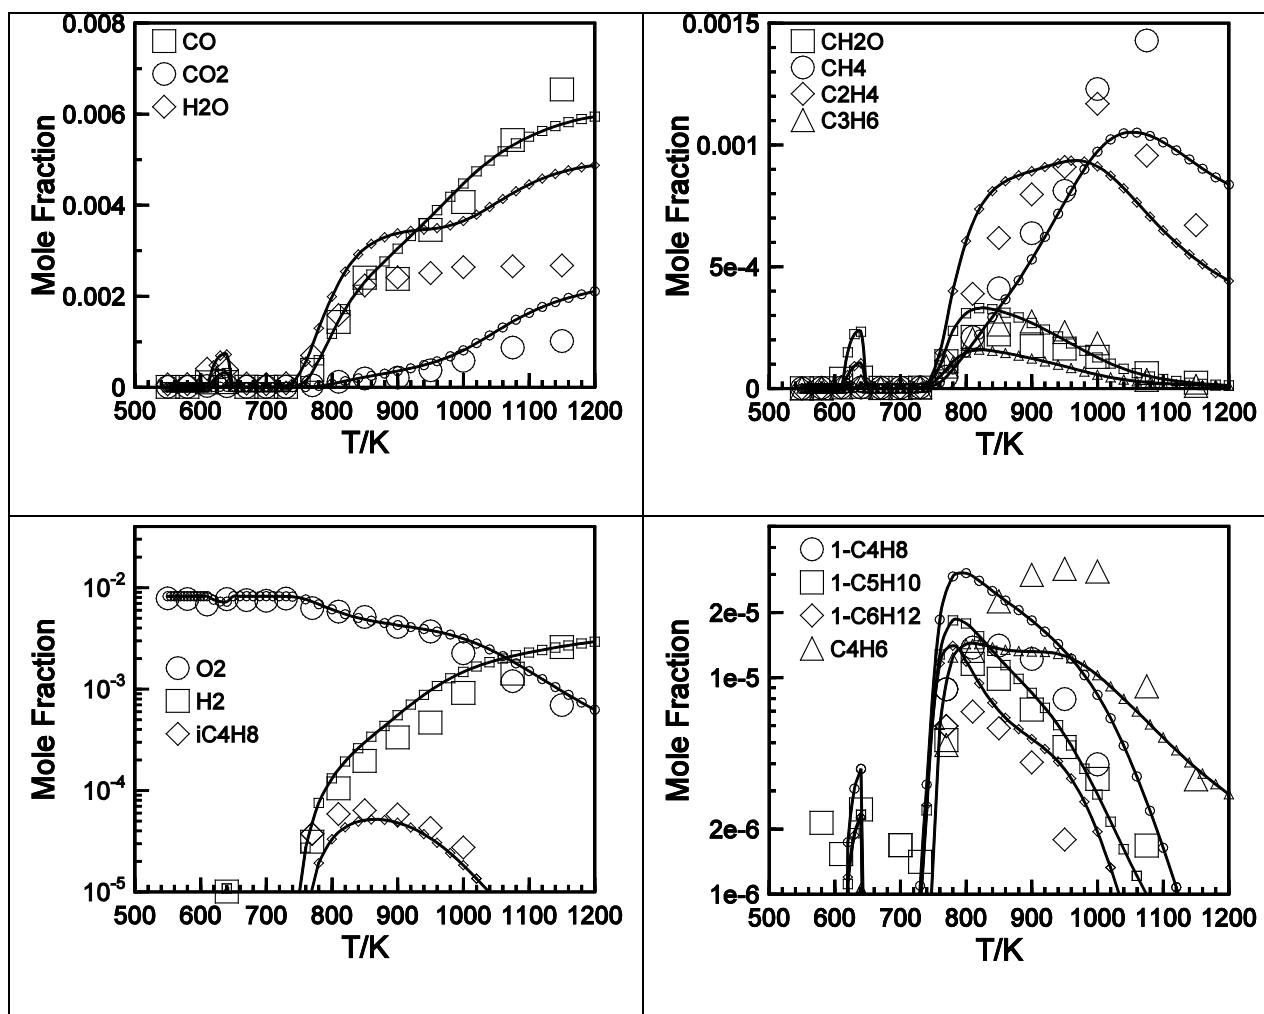 0.008
0.006
0.004
0.002
0
Mole Fraction
CO
CO2
H2O
500 600 700 800 900 1000 1100 1200
T/K
0.0015
0.001
5e-4
0
Mole Fraction
CH2O
CH4
C2H4
C3H6
500 600 700 800 900 1000 1100 1200
T/K
10-2
10-3
10-4
10-5
Mole Fraction
O2
H2
iC4H8
500 600 700 800 900 1000 1100 1200
T/K
2e-5
1e-5
2e-6
1e-6
Mole Fraction
1-C4H8
1-C5H10
1-C6H12
C4H6
500 600 700 800 900 1000 1100 1200
T/K